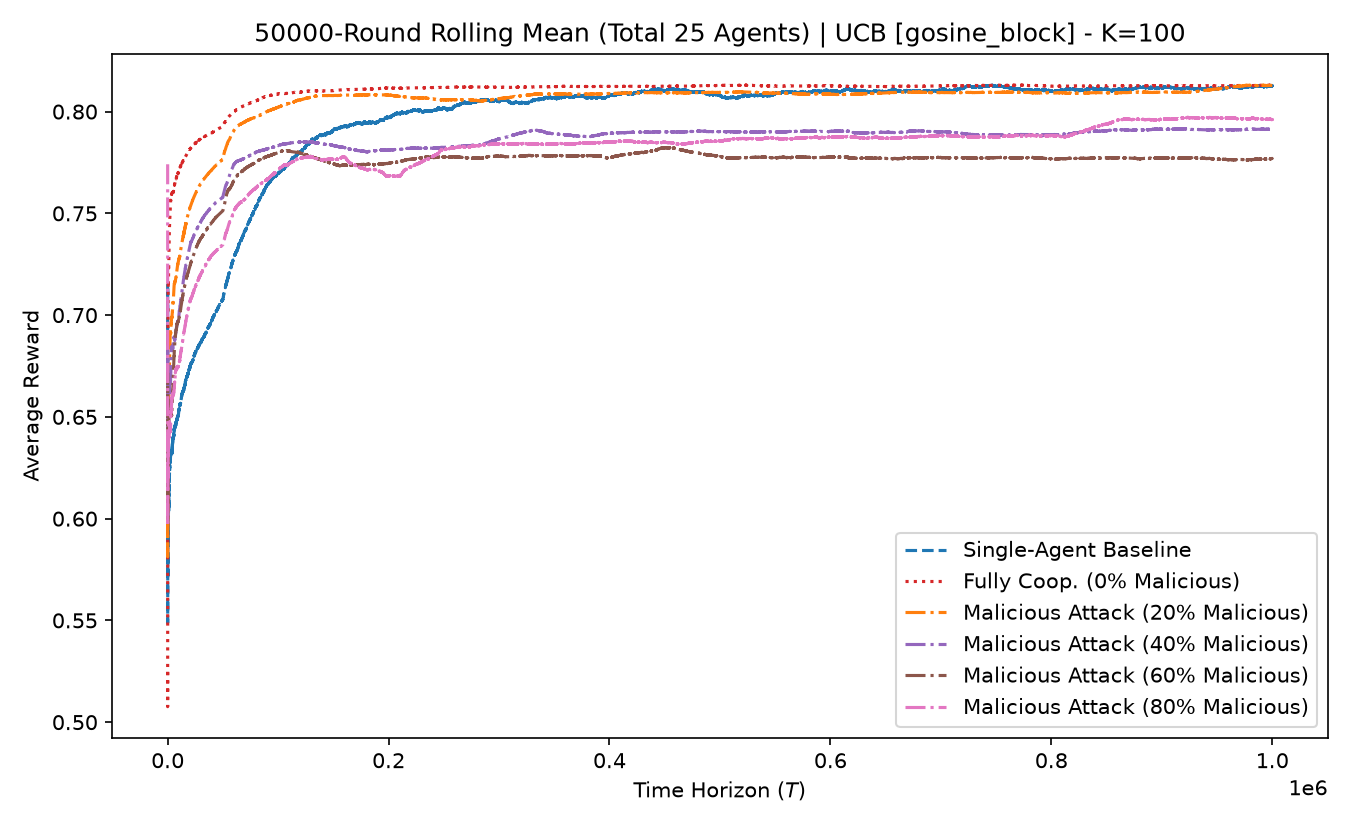 50000-Round Rolling Mean (Total 25 Agents) | UCB [gosine_block] - K=100
Average Reward
0.80
0.75
0.70
0.65
0.60
0.55
0.50
Single-Agent Baseline
Fully Coop. (0% Malicious)
Malicious Attack (20% Malicious)
Malicious Attack (40% Malicious)
Malicious Attack (60% Malicious)
Malicious Attack (80% Malicious)
0.0 0.2 0.4 0.6 0.8 1.0
1e6
Time Horizon (T)